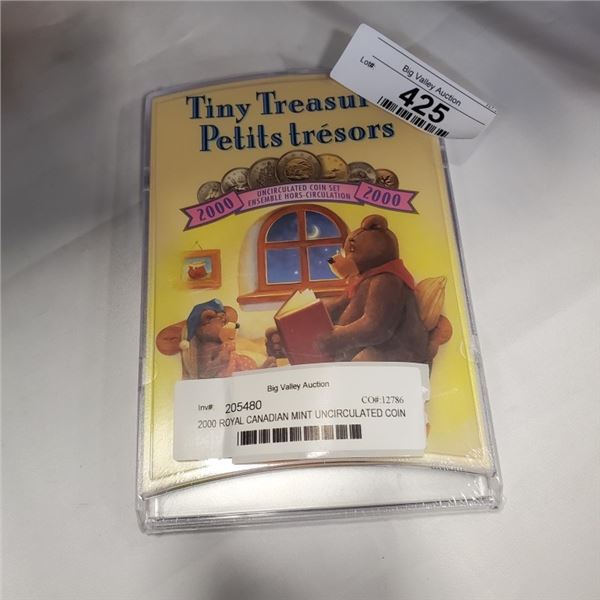 Big Valley Auction
Lot#:
425
Tiny Treasur
Petits trésors
UNCIRCULATED COIN SET
ENSEMBLE HORS-CIRCULATION
2000
2000
Big Valley Auction
Inv#: 205480
CO#:12786
2000 ROYAL CANADIAN MINT UNCIRCULATED COIN